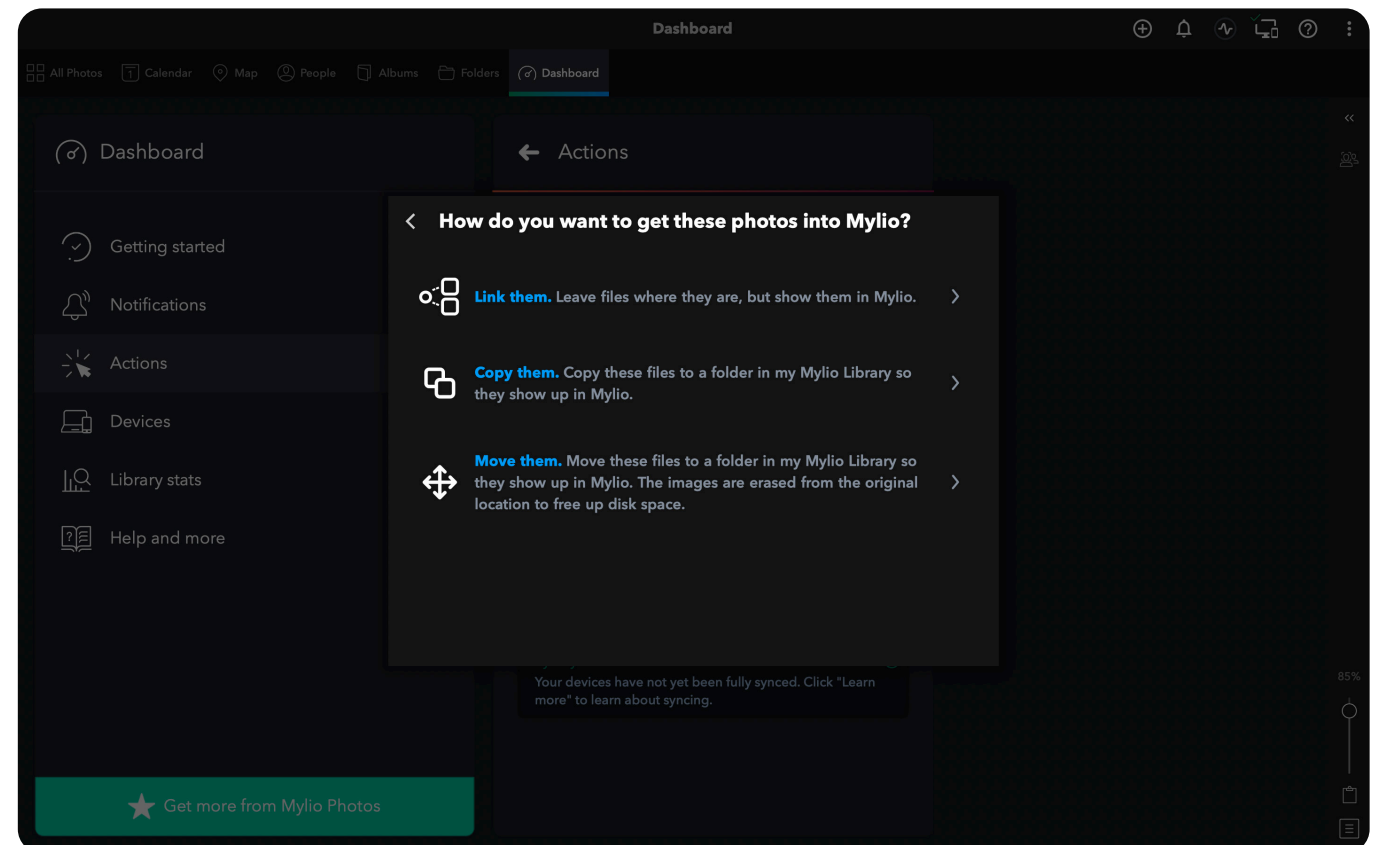 Dashboard
All Photos
1
Calendar
Map
People
Albums
Folders
Dashboard
Dashboard
Actions
How do you want to get these photos into Mylio?
Getting started
Notifications
Actions
Devices
Library stats
Help and more
Link them. Leave files where they are, but show them in Mylio.
Copy them. Copy these files to a folder in my Mylio Library so
they show up in Mylio.
Move them. Move these files to a folder in my Mylio Library so
they show up in Mylio. The images are erased from the original
location to free up disk space.
Your devices have not yet been fully synced. Click "Learn
more" to learn about syncing.
85%
Get more from Mylio Photos